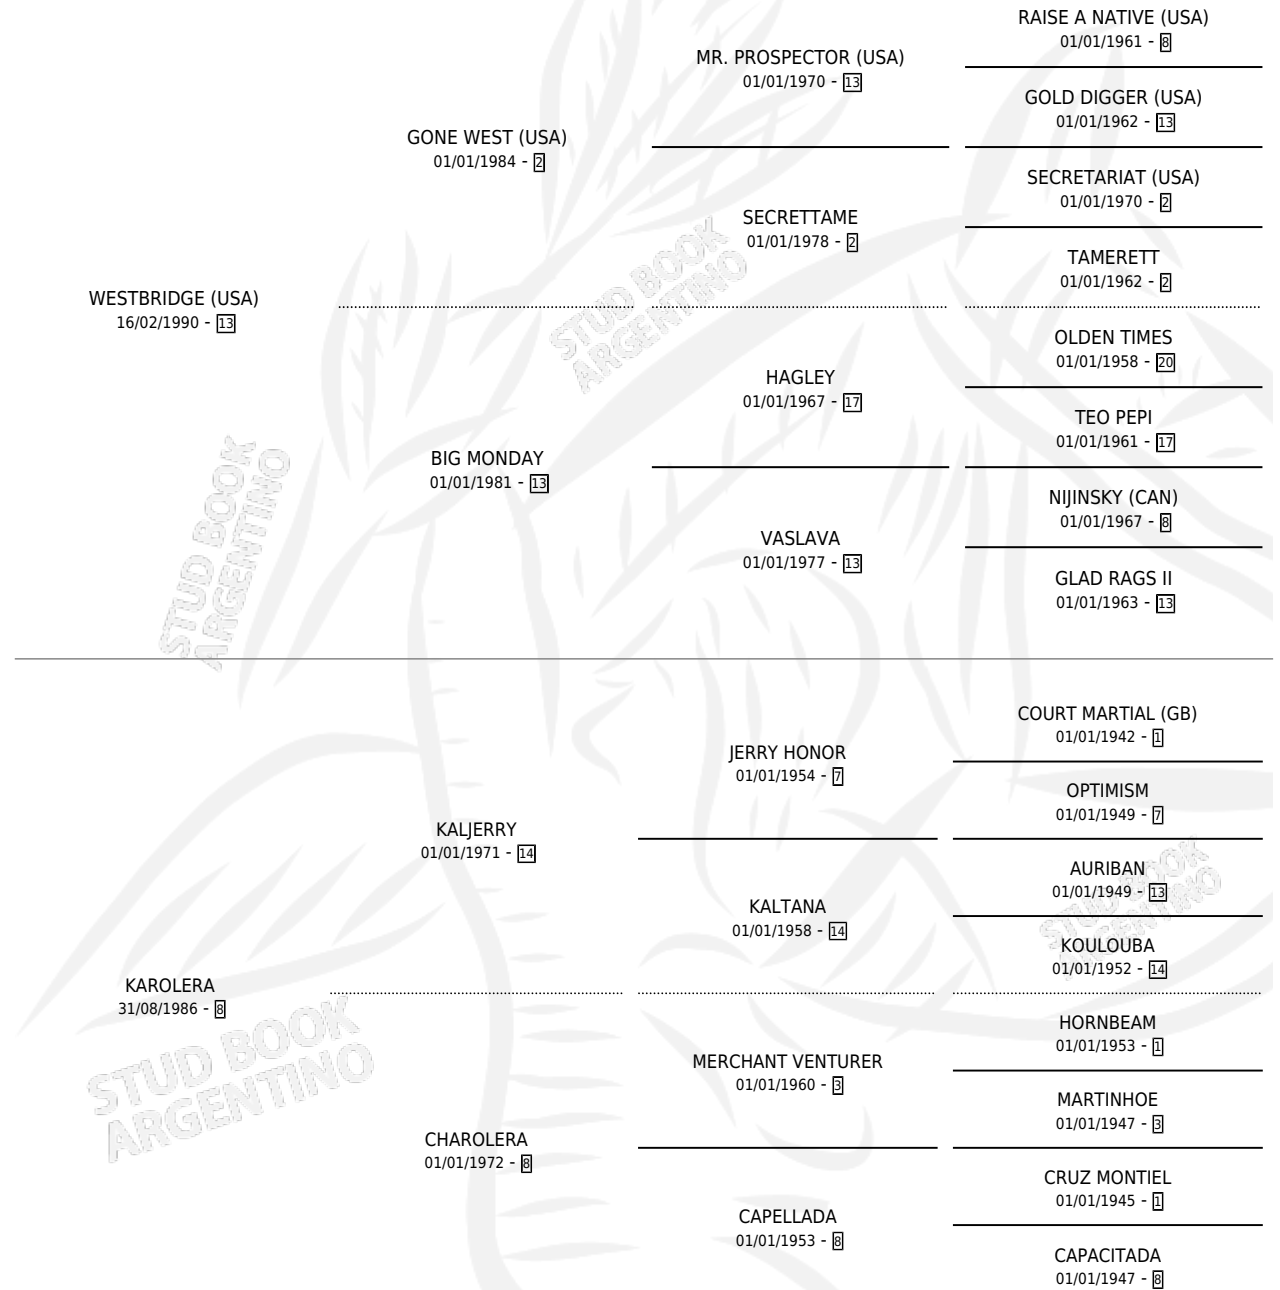 RAISE A NATIVE (USA)
01/01/1961 - 8
MR. PROSPECTOR (USA)
01/01/1970 - 13
GOLD DIGGER (USA)
01/01/1962 - 13
GONE WEST (USA)
01/01/1984 - 2
SECRETARIAT (USA)
01/01/1970 - 2
SECRETTAME
01/01/1978 - 2
TAMERETT
01/01/1962 - 2
WESTBRIDGE (USA)
16/02/1990 - 13
STUD BOOK
ARGENTINO
OLDEN TIMES
01/01/1958 - 20
HAGLEY
01/01/1967 - 17
TEO PEPI
01/01/1961 - 17
BIG MONDAY
01/01/1981 - 13
NIJINSKY (CAN)
01/01/1967 - 8
VASLAVA
01/01/1977 - 13
GLAD RAGS II
01/01/1963 - 13
STUD BOOK
ARGENTINO
COURT MARTIAL (GB)
01/01/1942 - 1
JERRY HONOR
01/01/1954 - 7
OPTIMISM
01/01/1949 - 7
KALJERRY
01/01/1971 - 14
AURIBAN
01/01/1949 - 13
KALTANA
01/01/1958 - 14
STUD BOOK
ARGENTINO
KOULOUBA
01/01/1952 - 14
KAROLERA
31/08/1986 - 8
HORNBEAM
01/01/1953 - 1
MERCHANT VENTURER
01/01/1960 - 3
MARTINHOE
01/01/1947 - 3
STUD BOOK
ARGENTINO
CHAROLERA
01/01/1972 - 8
CRUZ MONTIEL
01/01/1945 - 1
CAPELLADA
01/01/1953 - 8
CAPACITADA
01/01/1947 - 8